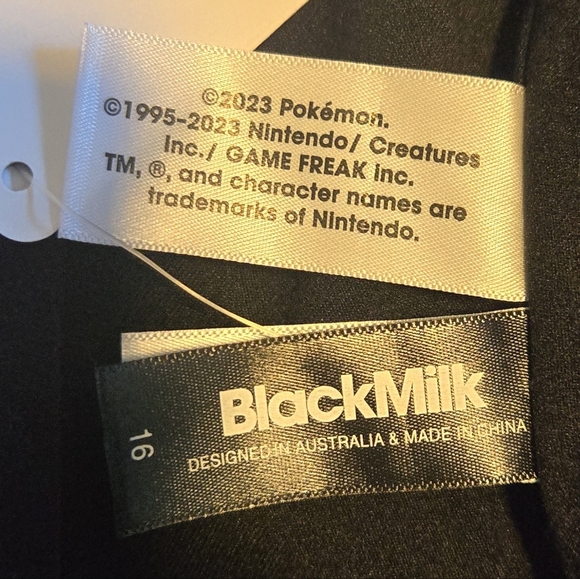 ©2023 Pokémon.
©1995-2023 Nintendo/ Creatures
Inc./ GAME FREAK inc.
TM, ®, and character names are
trademarks of Nintendo.
BlackMilk
DESIGNED IN AUSTRALIA & MADE IN CHINA
16